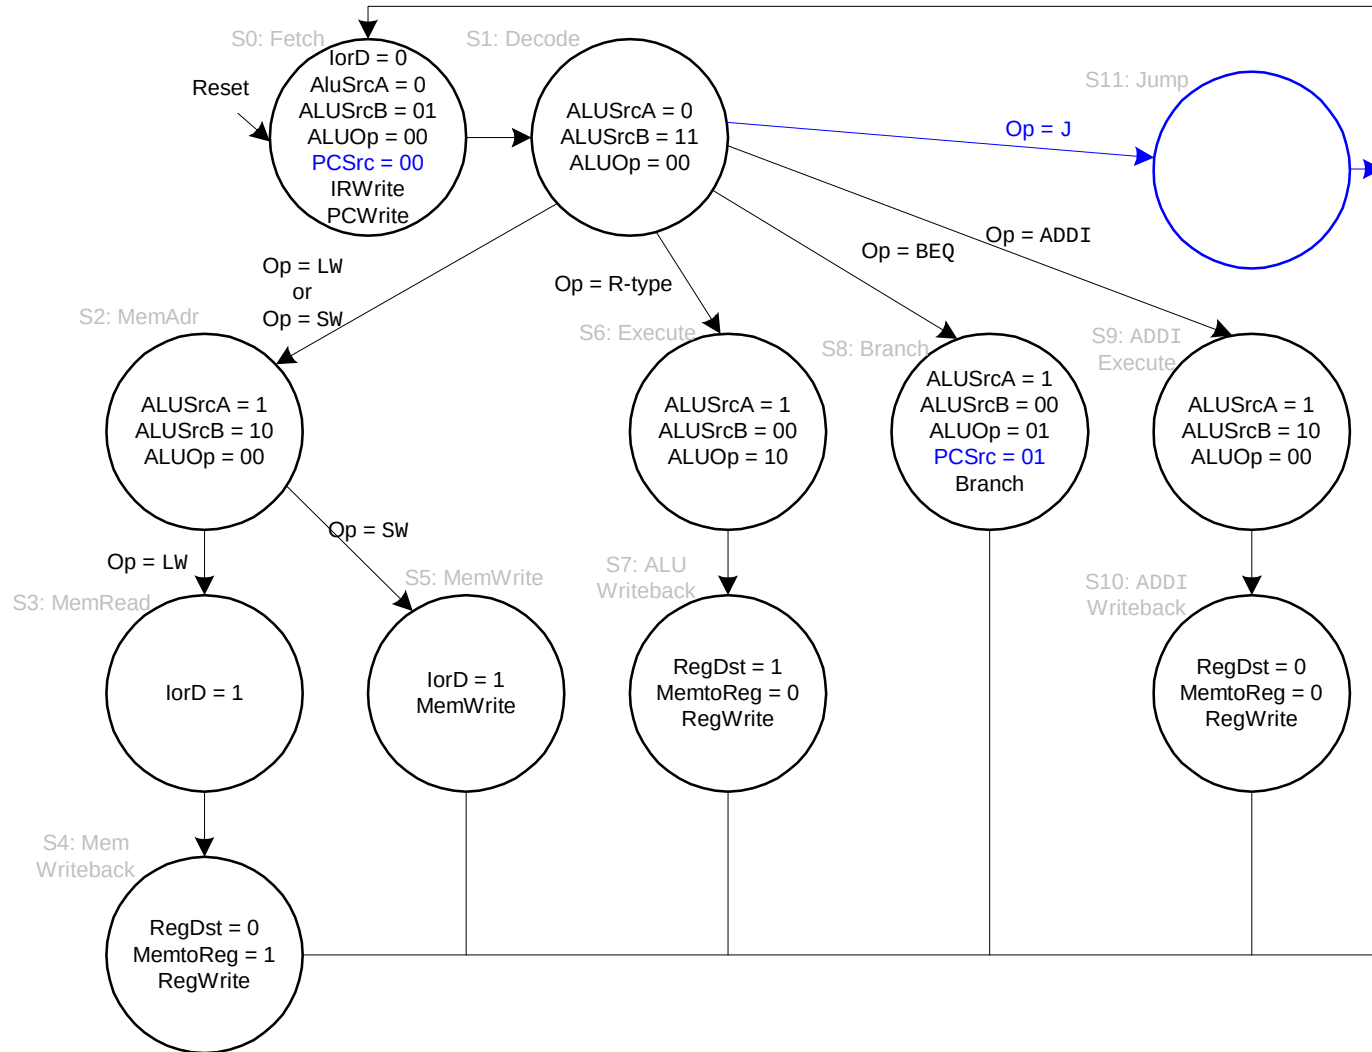 S0: Fetch
S1: Decode
S11: Jump
Reset
IorD = 0
AluSrcA = 0
ALUSrcB = 01
ALUOp = 00
PCSrc = 00
IRWrite
PCWrite
ALUSrcA = 0
ALUSrcB = 11
ALUOp = 00
Op = J
Op = ADDI
Op = BEQ
Op = R-type
Op = LW
or
Op = SW
S2: MemAdr
S6: Execute
S8: Branch
S9: ADDI
Execute
ALUSrcA = 1
ALUSrcB = 10
ALUOp = 00
ALUSrcA = 1
ALUSrcB = 00
ALUOp = 10
ALUSrcA = 1
ALUSrcB = 00
ALUOp = 01
PCSrc = 01
Branch
ALUSrcA = 1
ALUSrcB = 10
ALUOp = 00
Op = LW
Op = SW
S3: MemRead
S5: MemWrite
S7: ALU
Writeback
S10: ADDI
Writeback
IorD = 1
IorD = 1
MemWrite
RegDst = 1
MemtoReg = 0
RegWrite
RegDst = 0
MemtoReg = 0
RegWrite
S4: Mem
Writeback
RegDst = 0
MemtoReg = 1
RegWrite